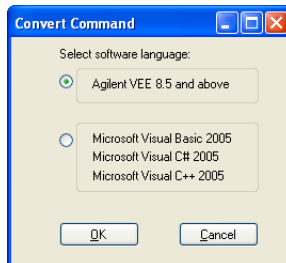 Convert Command
Select software language:
Agilent VEE 8.5 and above
Microsoft Visual Basic 2005
Microsoft Visual C# 2005
Microsoft Visual C++ 2005
OK Cancel